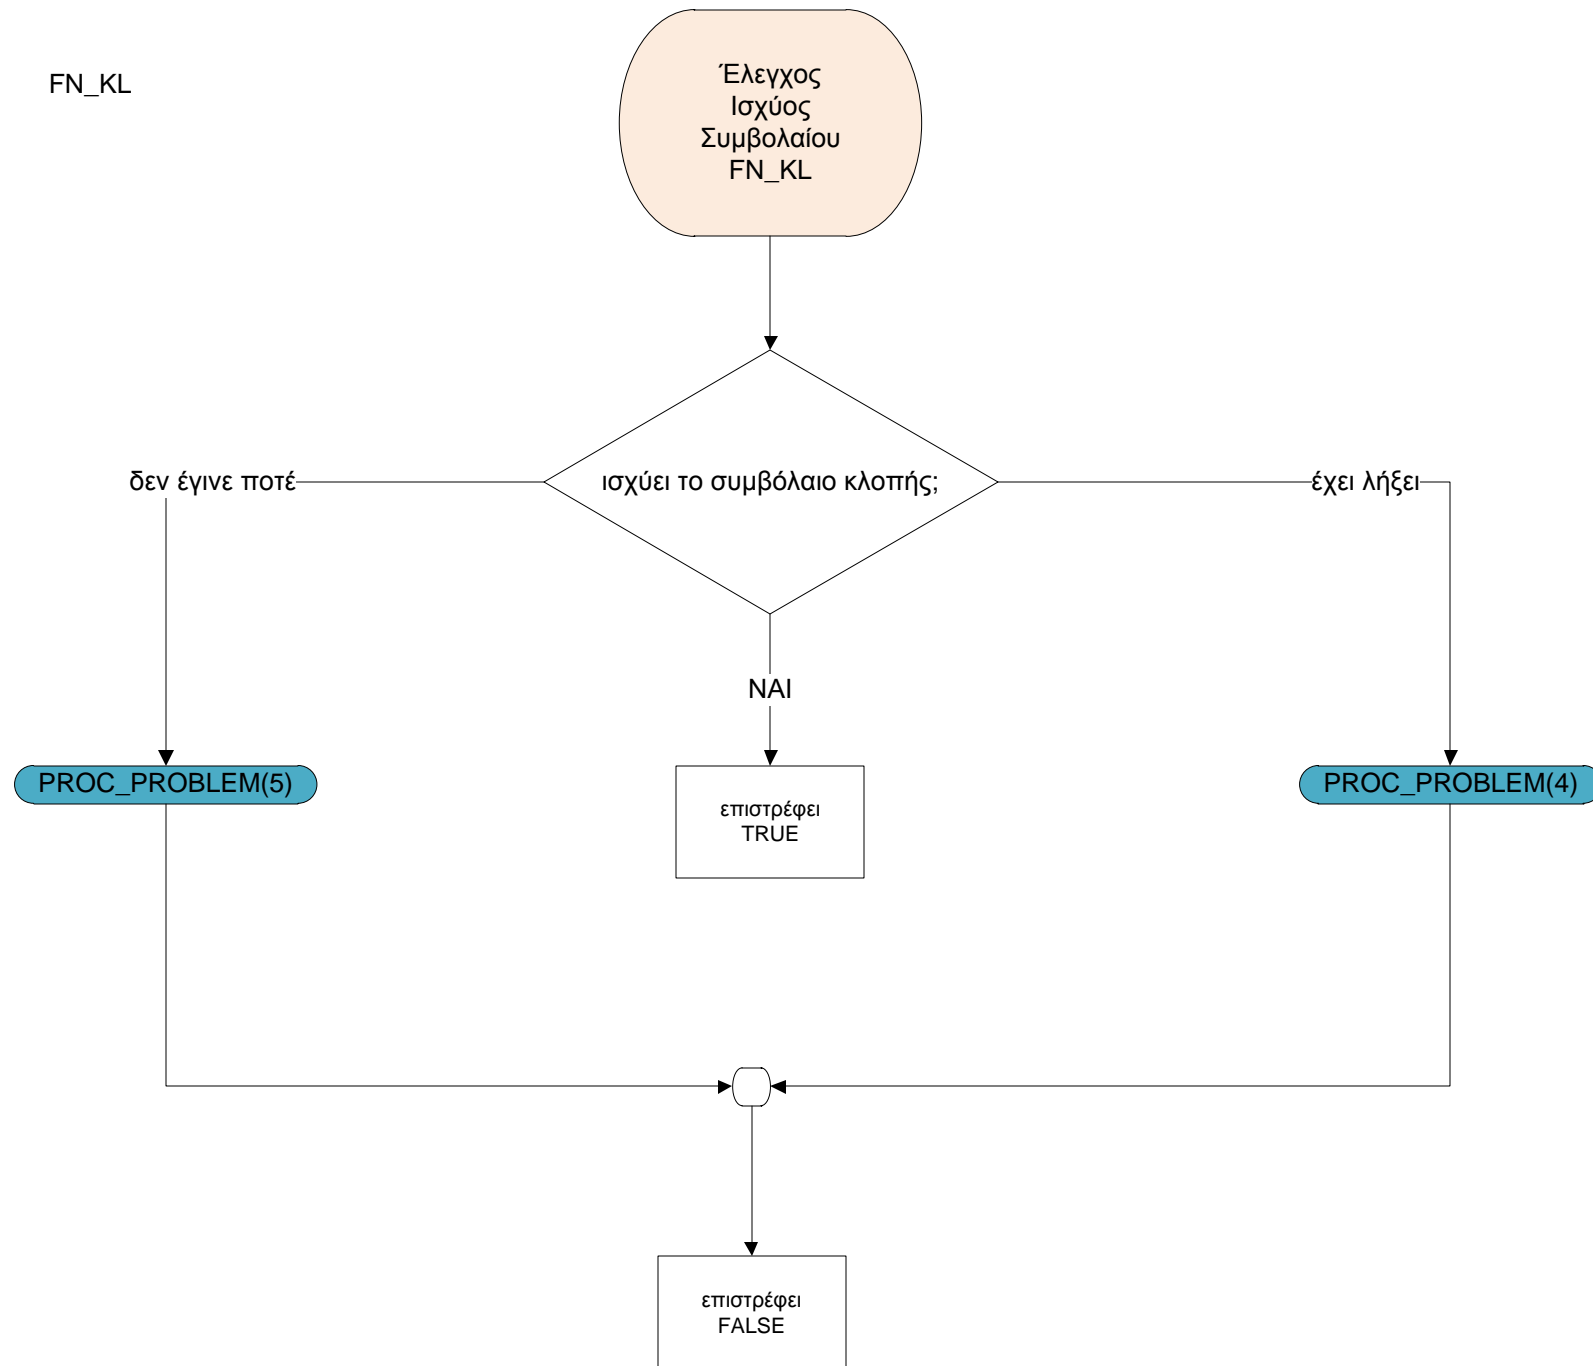 FN_KL
Έλεγχος
Ισχύος
Συμβολαίου
FN_KL
δεν έγινε ποτέ
ισχύει το συμβόλαιο κλοπής;
έχει λήξει
ΝΑΙ
PROC_PROBLEM(5)
επιστρέφει
TRUE
PROC_PROBLEM(4)
επιστρέφει
FALSE